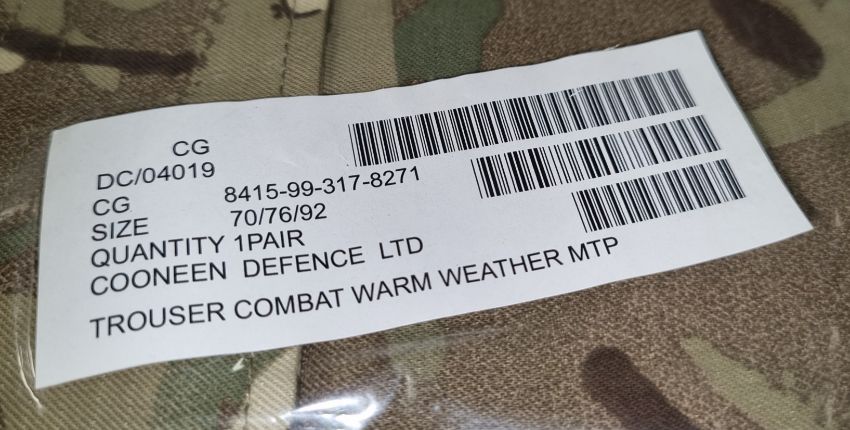 CG
DC/04019
CG 8415-99-317-8271
SIZE 70/76/92
QUANTITY 1PAIR
COONEEN DEFENCE LTD
TROUSER COMBAT WARM WEATHER MTP